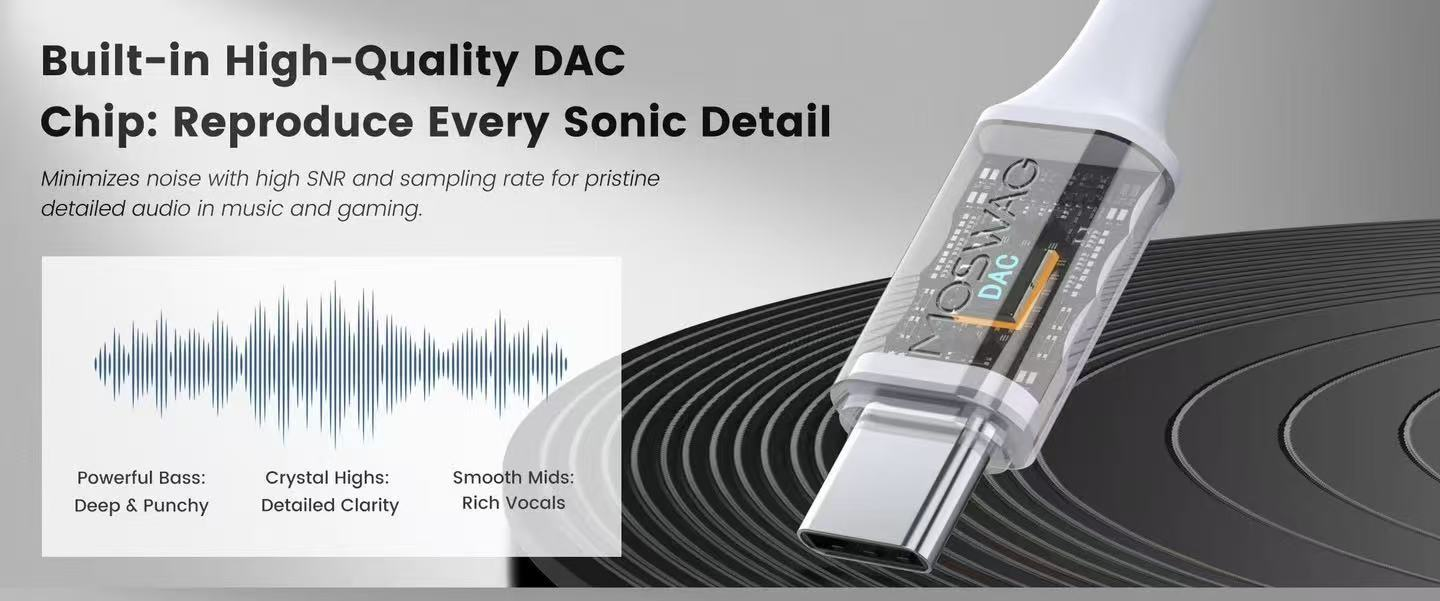 Built-in High-Quality DAC
Chip: Reproduce Every Sonic Detail
Minimizes noise with high SNR and sampling rate for pristine
detailed audio in music and gaming.
MOSWAG
DAC
Powerful Bass:
Deep & Punchy
Crystal Highs:
Detailed Clarity
Smooth Mids:
Rich Vocals